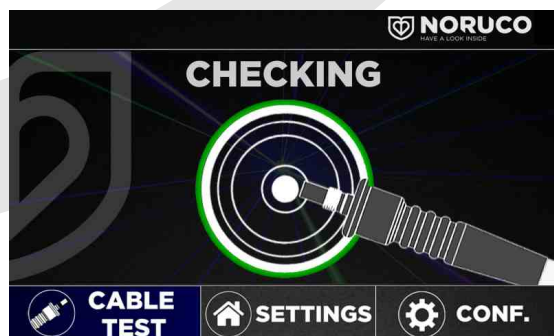 NORUCO
HAVE A LOOK INSIDE
CHECKING
CABLE
TEST
SETTINGS
CONF.